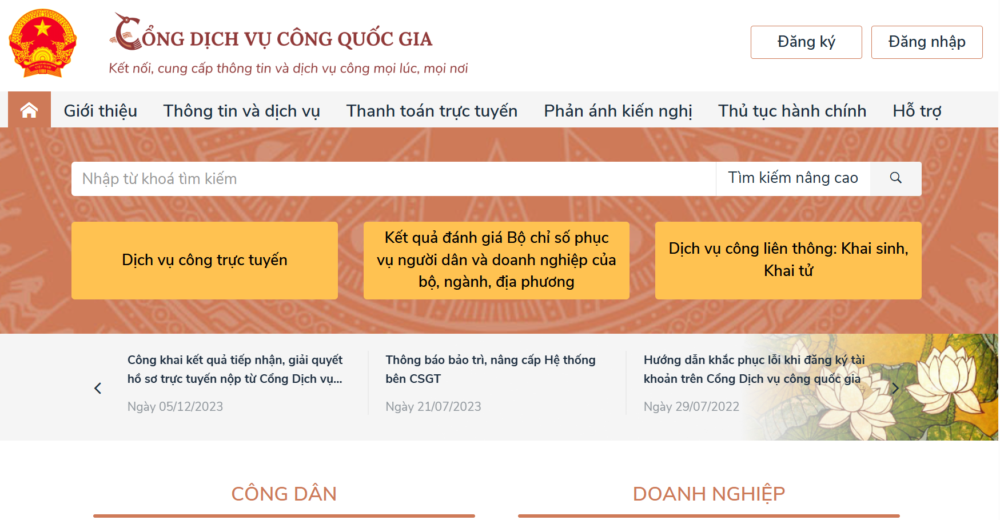 CỔNG DỊCH VỤ CÔNG QUỐC GIA
Kết nối, cung cấp thông tin và dịch vụ công mọi lúc, mọi nơi
Đăng ký
Đăng nhập
Giới thiệu
Thông tin và dịch vụ
Thanh toán trực tuyến
Phản ánh kiến nghị
Thủ tục hành chính
Hỗ trợ
Nhập từ khoá tìm kiếm
Tìm kiếm nâng cao
Dịch vụ công trực tuyến
Kết quả đánh giá Bộ chỉ số phục
vụ người dân và doanh nghiệp của
bộ, ngành, địa phương
Dịch vụ công liên thông: Khai sinh,
Khai tử
Công khai kết quả tiếp nhận, giải quyết
hồ sơ trực tuyến nộp từ Cổng Dịch vụ...
Ngày 05/12/2023
Thông báo bảo trì, nâng cấp Hệ thống
bên CSGT
Ngày 21/07/2023
Hướng dẫn khắc phục lỗi khi đăng ký tài
khoản trên Cổng Dịch vụ công quốc gia
Ngày 29/07/2022
CÔNG DÂN
DOANH NGHIỆP